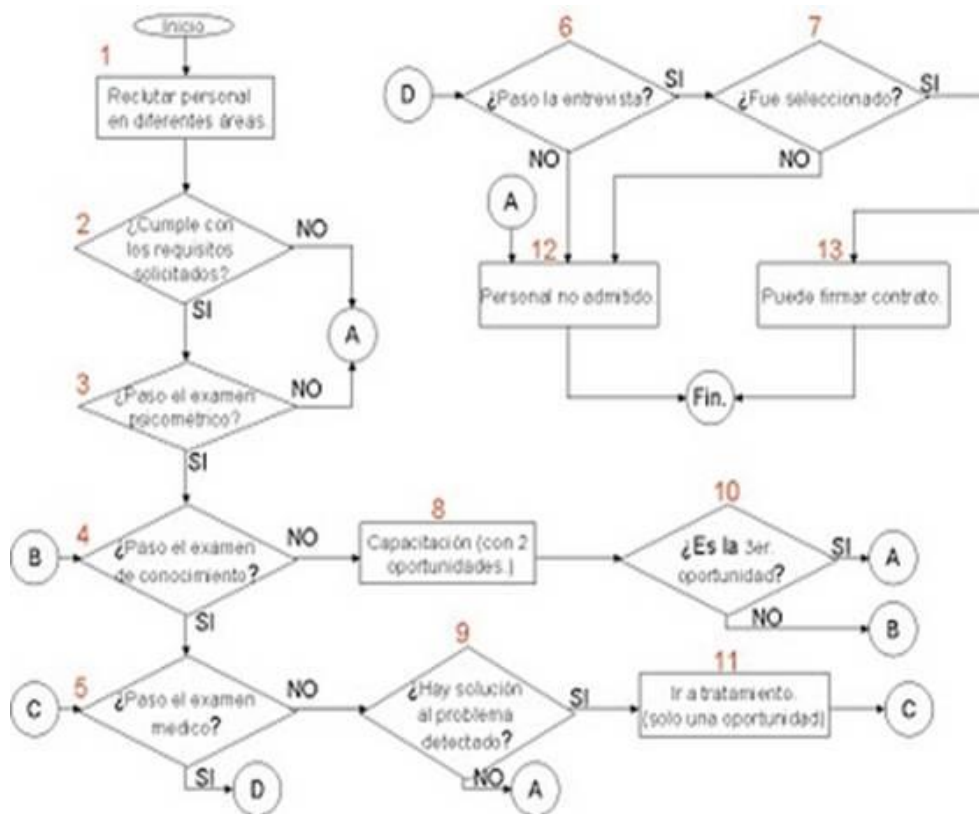 Inicio
1
Reclutar personal
en diferentes áreas.
2
¿Cumple con
los requisitos
solicitados?
NO
SI
A
3
¿Paso el examen
psicométrico?
NO
SI
B
4
¿Paso el examen
de conocimiento?
NO
SI
8
Capacitación (con 2
oportunidades.)
10
¿Es la 3er.
oportunidad?
SI
A
NO
B
C
5
¿Paso el examen
medico?
NO
SI
D
9
¿Hay solución
al problema
detectado?
SI
NO
A
11
Ir a tratamiento.
(solo una oportunidad)
C
D
6
¿Paso la entrevista?
SI
NO
7
¿Fue seleccionado?
SI
NO
A
12
Personal no admitido.
13
Puede firmar contrato.
Fin.